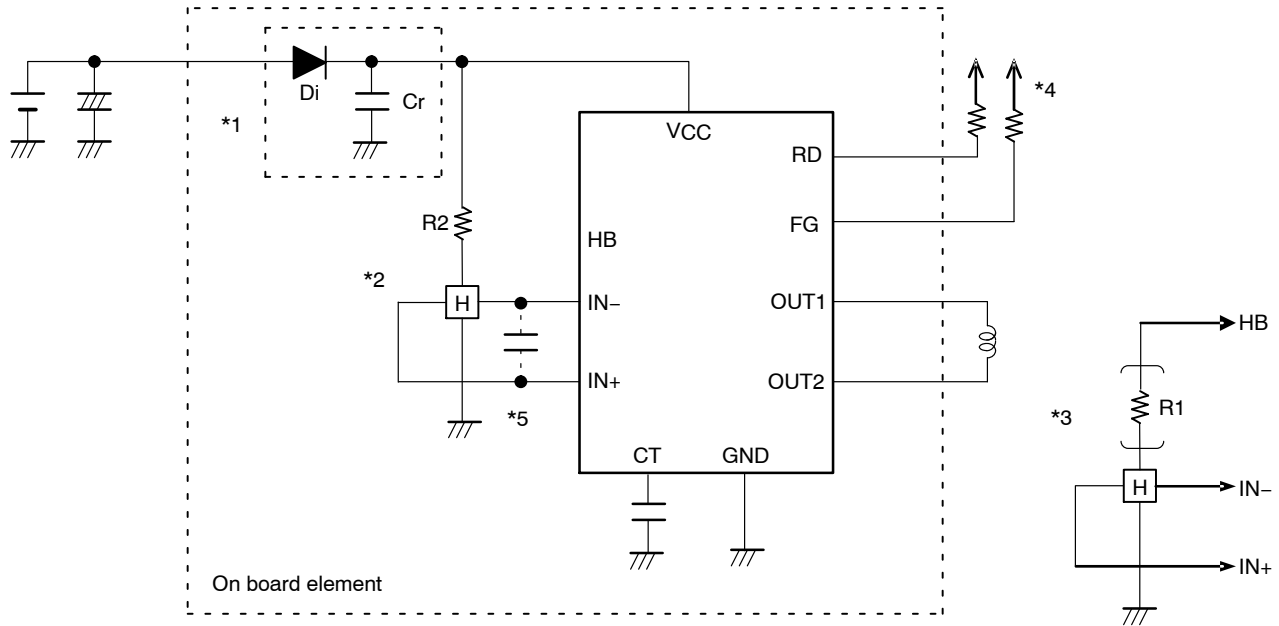 Di
Cr
*1
*4
VCC
RD
R2
FG
HB
*2
H
IN−
OUT1
HB
IN+
OUT2
*3
R1
*5
CT
GND
H
IN−
IN+
On board element